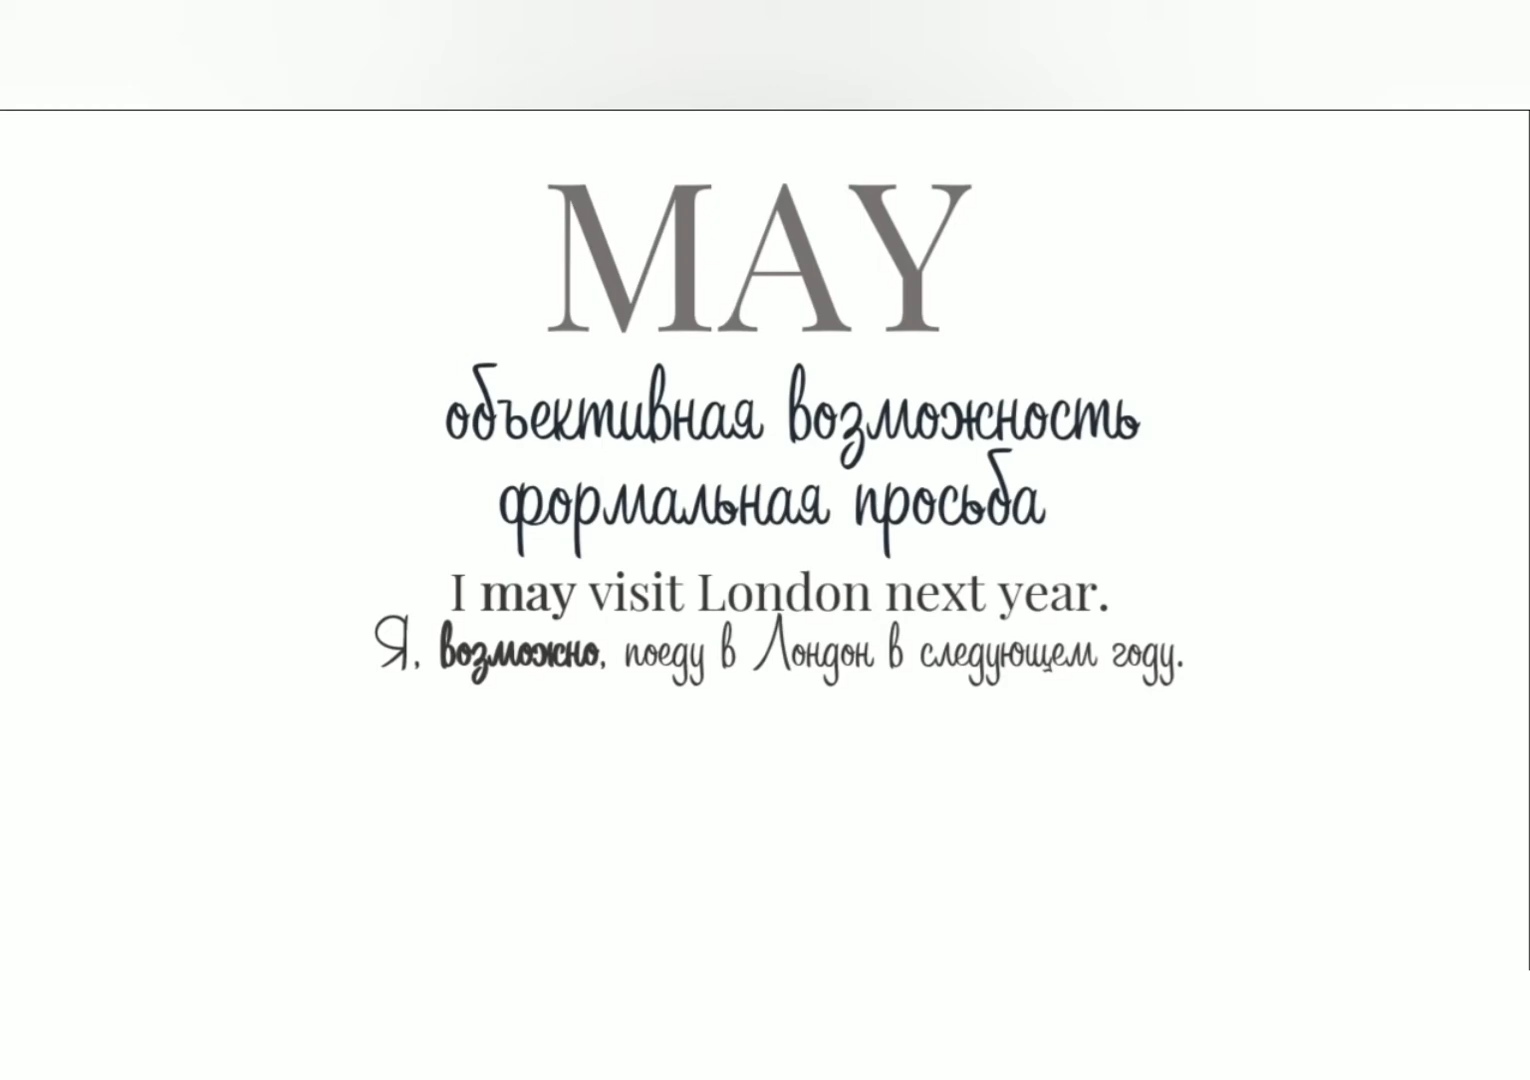 MAY
объективная возможность
формальная просьба
I may visit London next year.
Я, возможно, поеду в Лондон в следующем году.